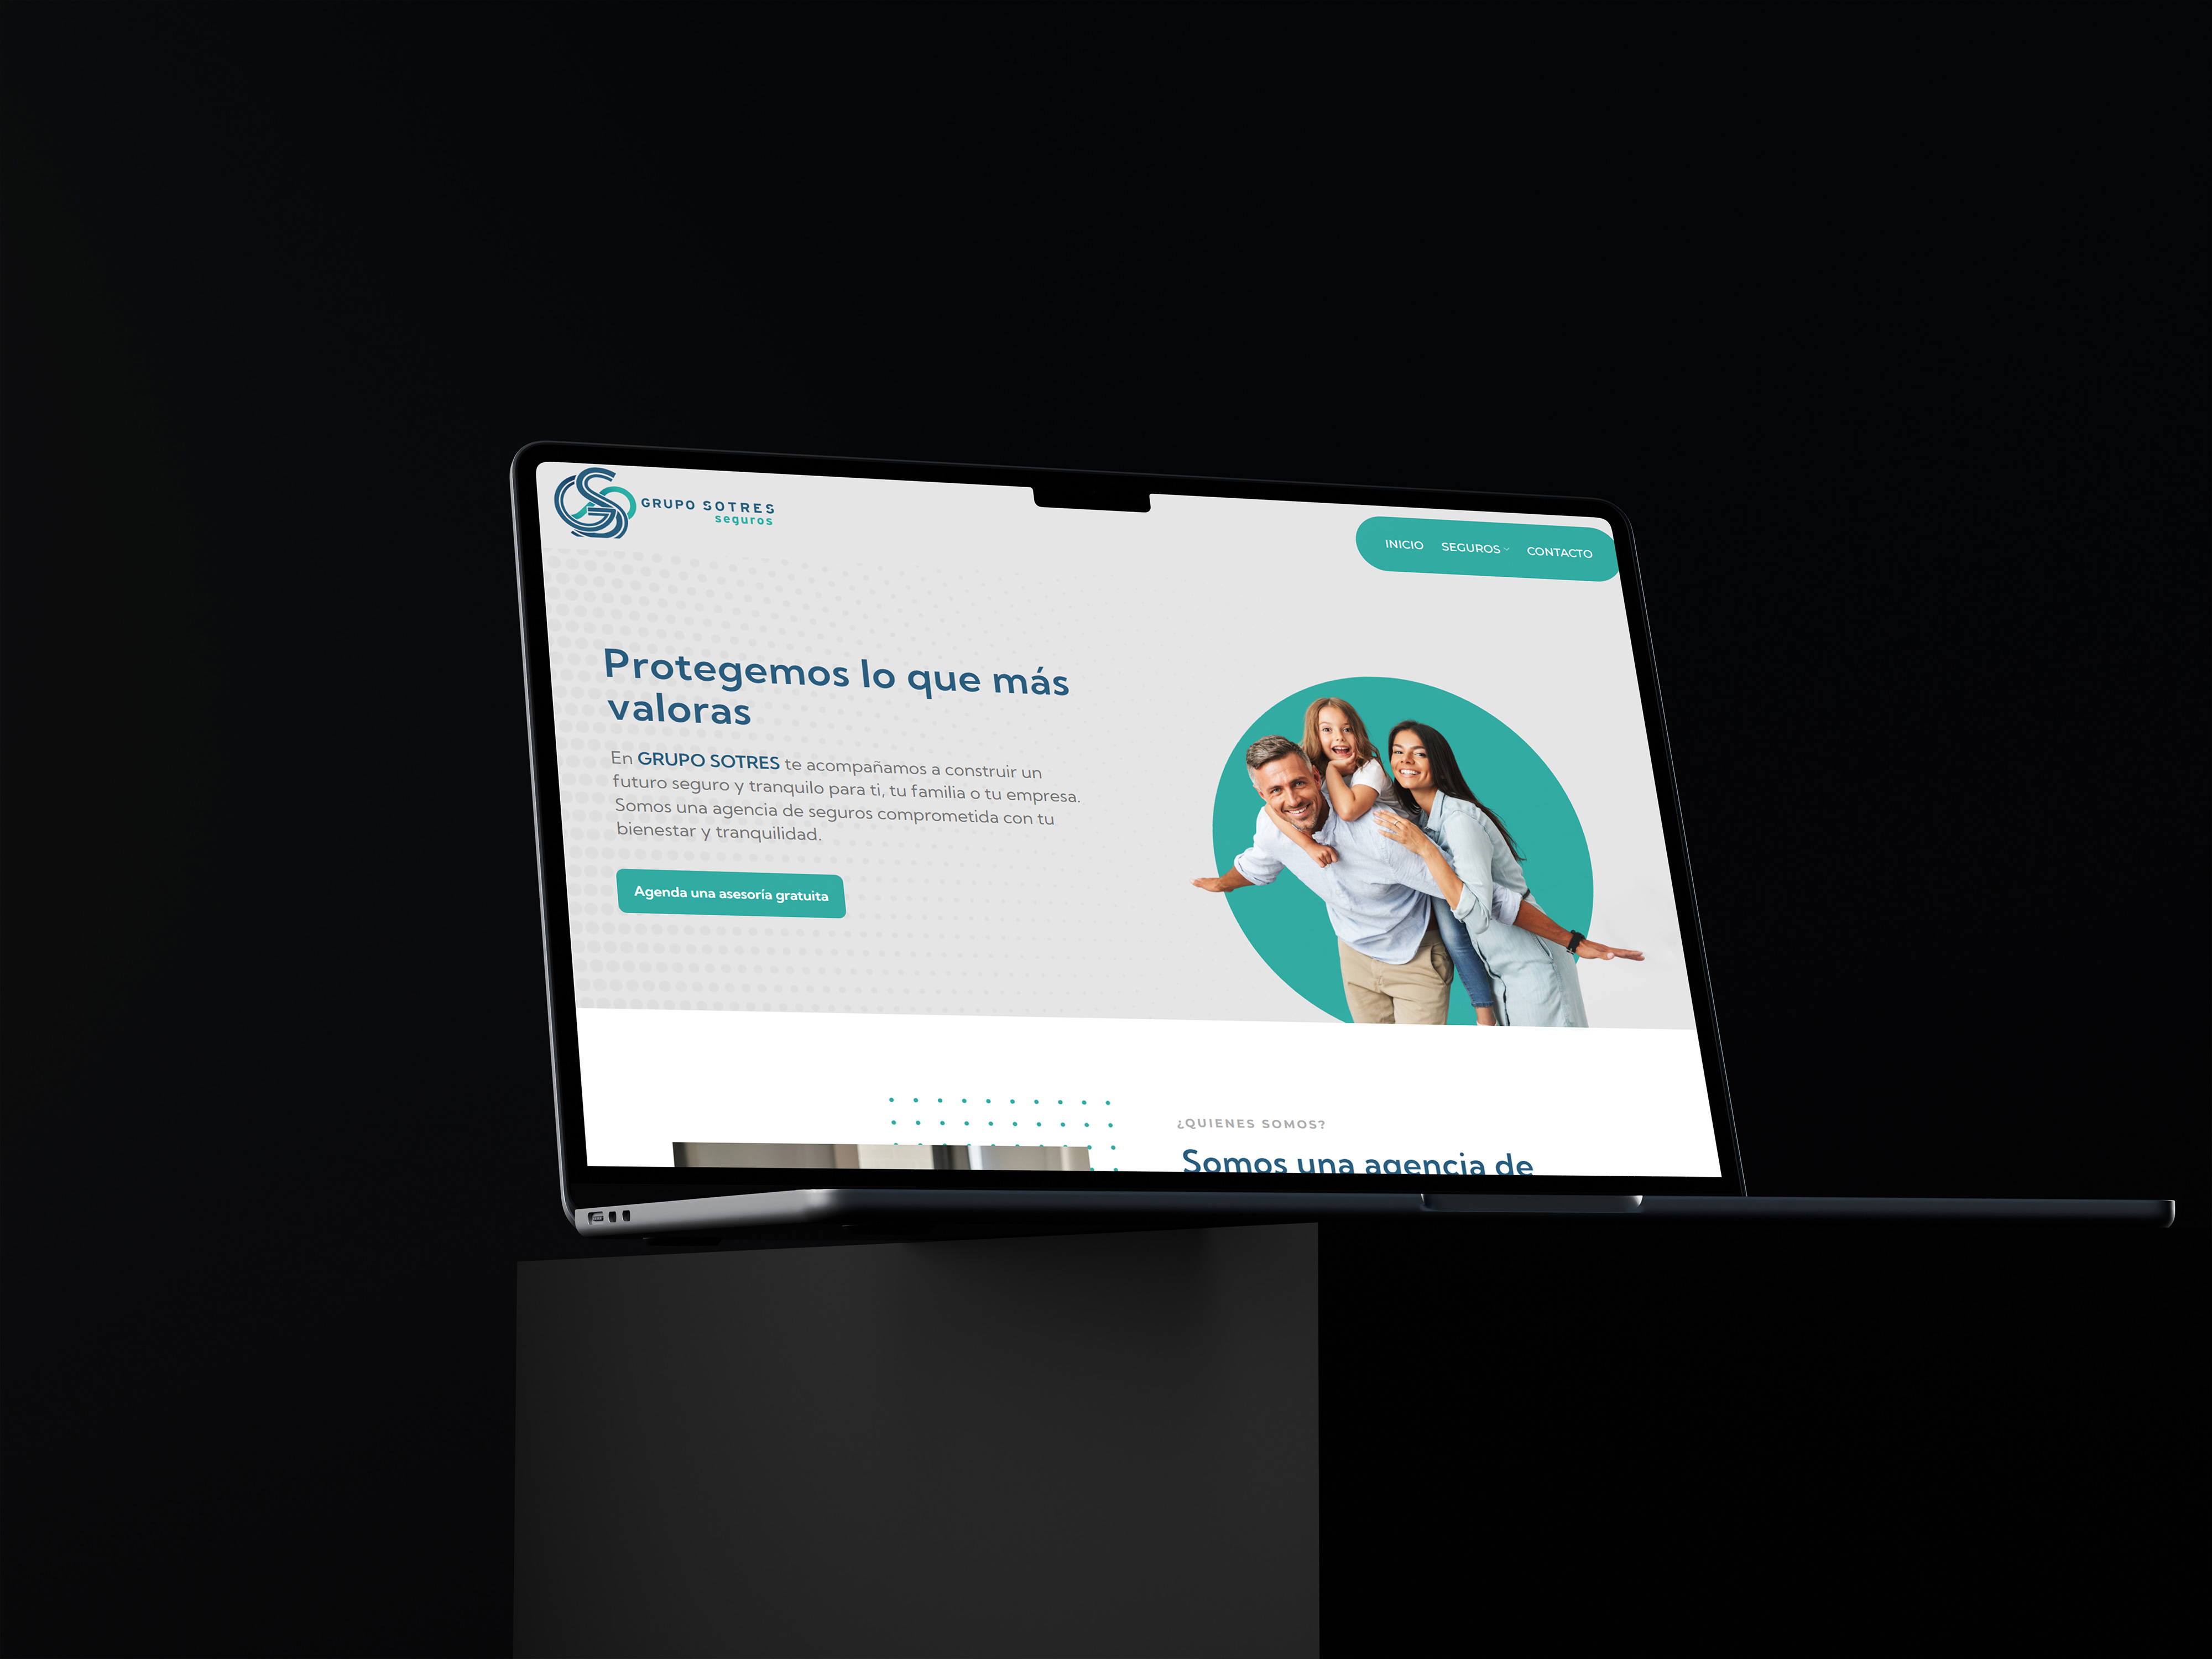 GRUPO SOTRES
seguros
INICIO SEGUROS CONTACTO
Protegemos lo que más
valoras
En GRUPO SOTRES te acompañamos a construir un
futuro seguro y tranquilo para ti, tu familia o tu empresa.
Somos una agencia de seguros comprometida con tu
bienestar y tranquilidad.
Agenda una asesoría gratuita
¿QUIENES SOMOS?
Somos una agencia de